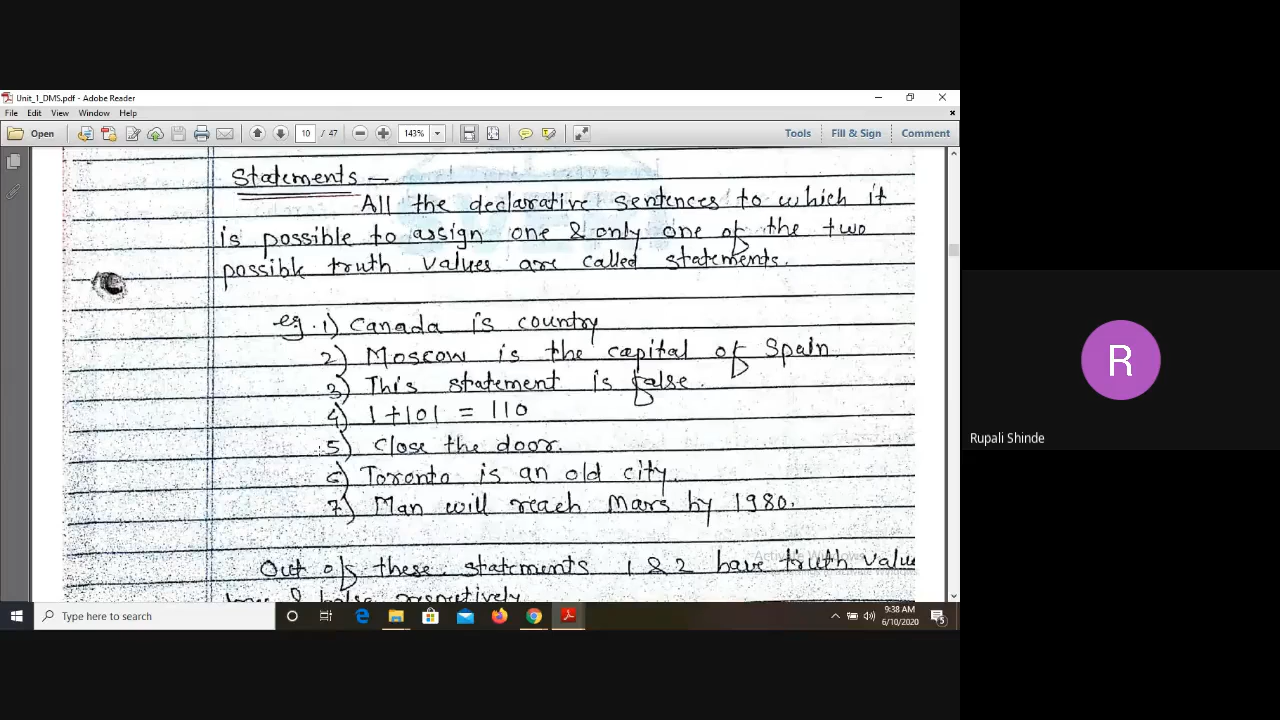 Unit_1_DMS.pdf - Adobe Reader
File Edit View Window Help
Open 10 / 47 143% Tools Fill & Sign Comment
Statements -
All the declarative sentences to which it
is possible to assign one & only one of the two
possible truth values are called statements.
eg. 1) Canada is country
2) Moscow is the capital of Spain
3) This statement is false.
4) 1+101 = 110
5) Close the door.
6) Toronto is an old city.
7) Man will reach Mars by 1980.
Out of these statements 1 & 2 have truth value
respectively
Activate Windows
R
Rupali Shinde
Type here to search
9:38 AM
6/10/2020
5